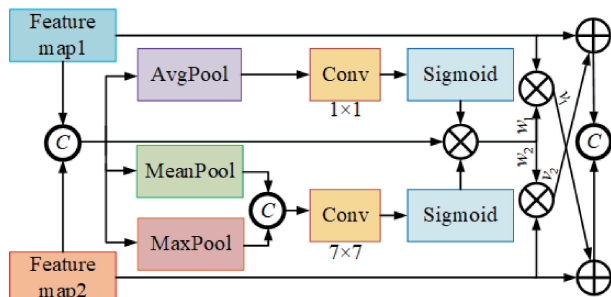 Feature
map1
AvgPool
Conv
1×1
Sigmoid
C
w₁
v₁
C
MeanPool
w₂
v₂
C
Conv
7×7
Sigmoid
MaxPool
Feature
map2